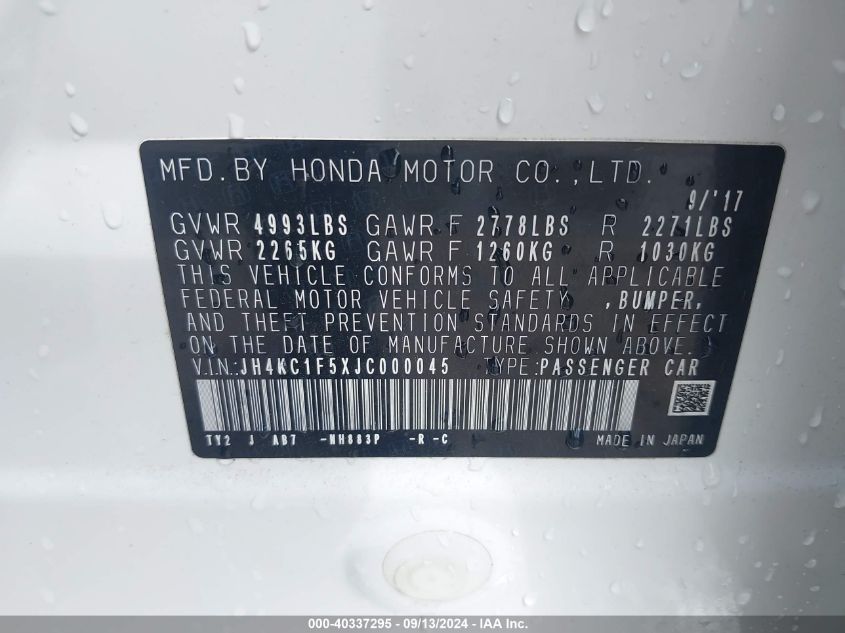 MFD.BY HONDA MOTOR CO.,LTD.
9/'17
GVWR 4993LBS GAWR F 2778LBS R 2271LBS
GVWR 2265KG GAWR F 1260KG R 1030KG
THIS VEHICLE CONFORMS TO ALL APPLICABLE
FEDERAL MOTOR VEHICLE SAFETY ,BUMPER,
AND THEFT PREVENTION STANDARDS IN EFFECT
ON THE DATE OF MANUFACTURE SHOWN ABOVE.
V.I.N.:JH4KC1F5XJC000045 TYPE:PASSENGER CAR
TY2 J AB7 -NH883P -R -C MADE IN JAPAN
000-40337295 - 09/13/2024 - IAA Inc.